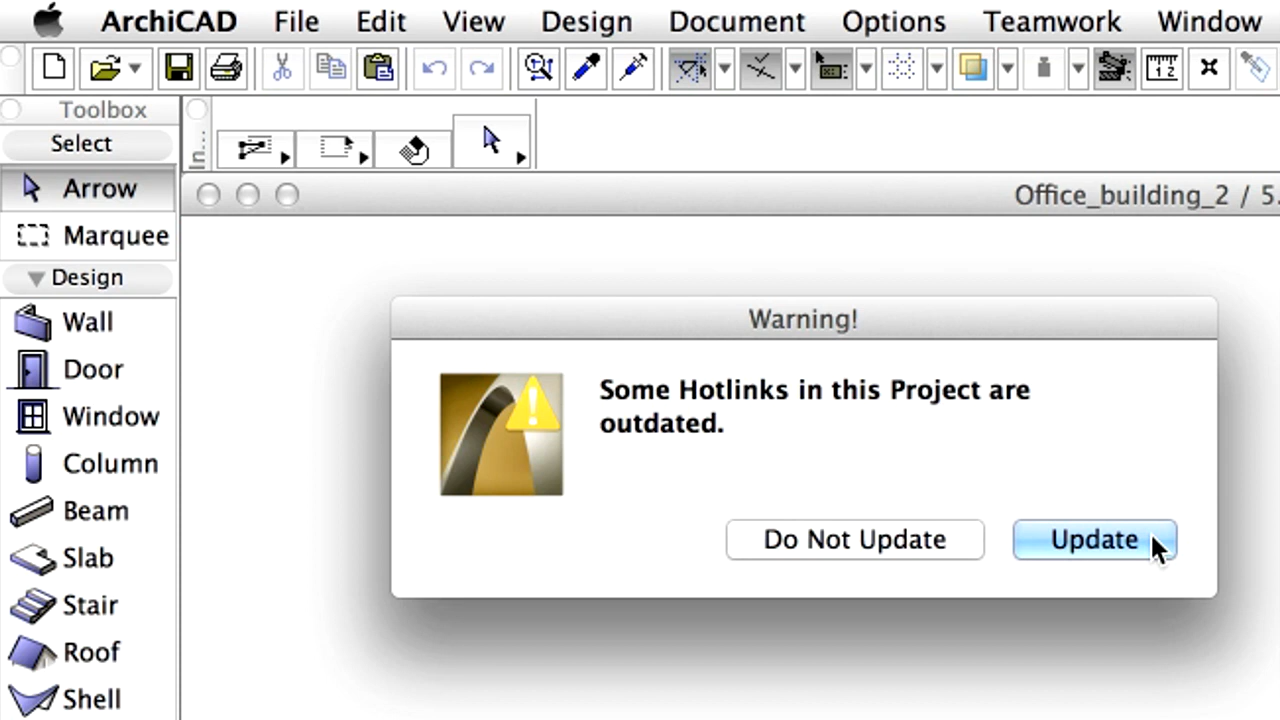 ArchiCAD File Edit View Design Document Options Teamwork Window
Toolbox
Select
Arrow
Marquee
Design
Wall
Door
Window
Column
Beam
Slab
Stair
Roof
Shell
Office_building_2 / 5.
Warning!
Some Hotlinks in this Project are
outdated.
Do Not Update Update